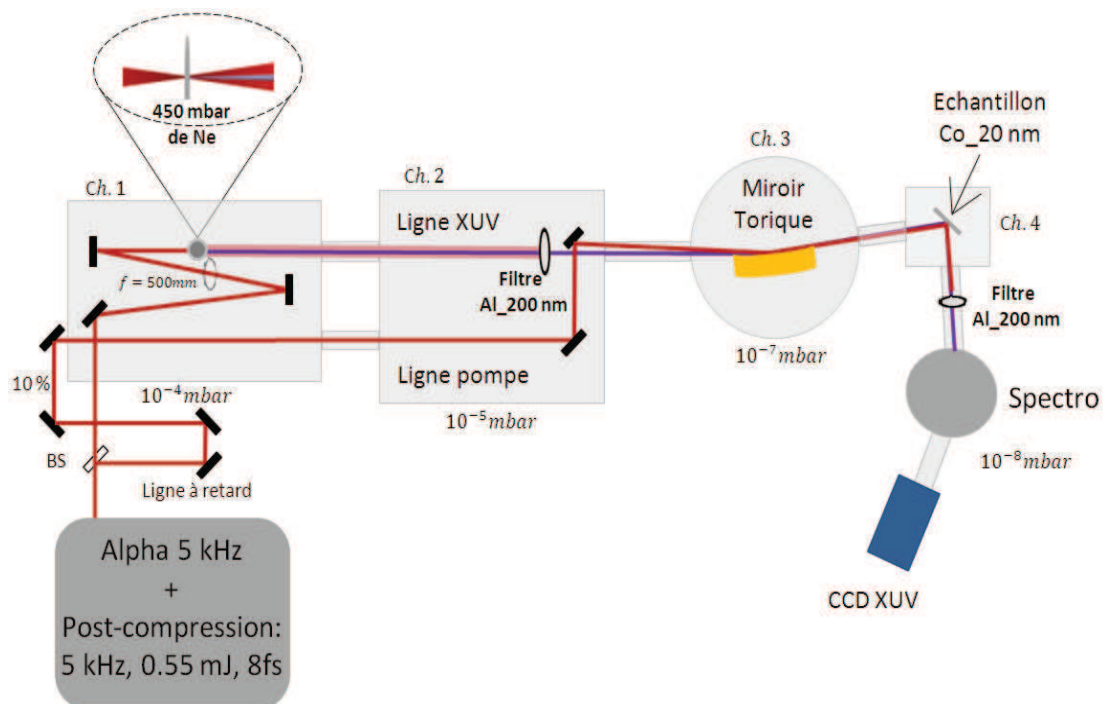 450 mbar
de Ne
Ch. 1
f = 500mm
10⁻⁴mbar
Ch. 2
Ligne XUV
Filtre
Al_200 nm
Ligne pompe
10⁻⁵mbar
Ch. 3
Miroir
Torique
10⁻⁷mbar
Echantillon
Co_20 nm
Ch. 4
Filtre
Al_200 nm
Spectro
10⁻⁸mbar
CCD XUV
10%
BS
Ligne à retard
Alpha 5 kHz
+
Post-compression:
5 kHz, 0.55 mJ, 8fs